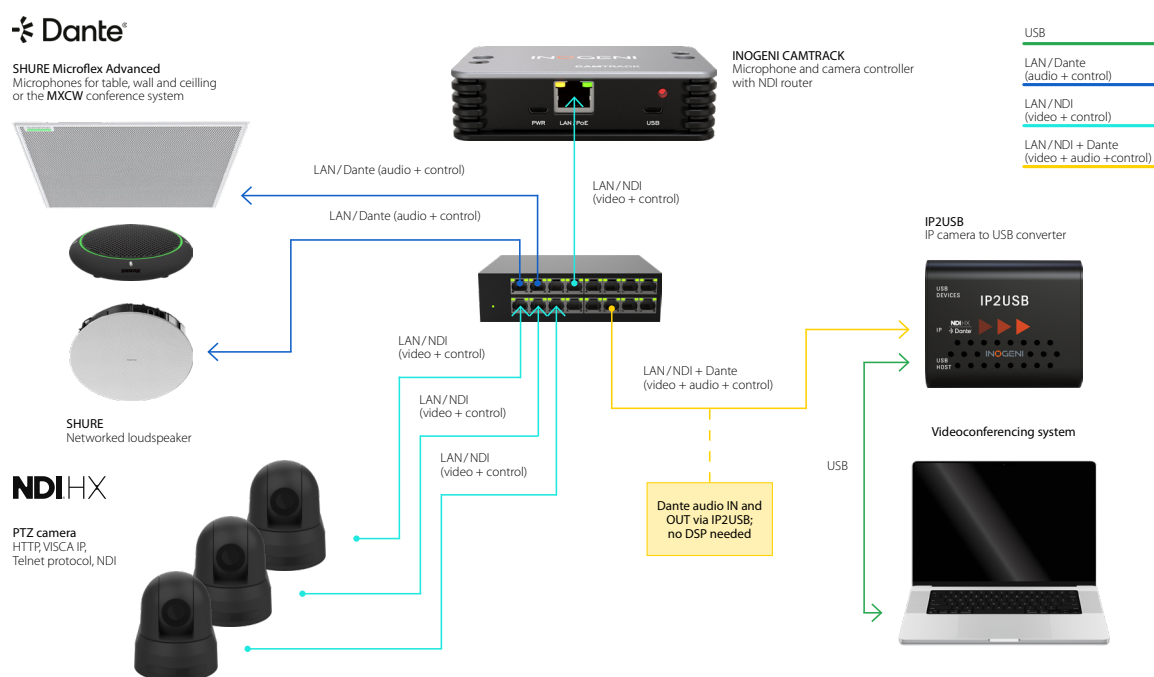 Dante®
SHURE Microflex Advanced
Microphones for table, wall and ceilling
or the MXCW conference system
INOGENI
CAMTRACK
PWR
LAN/PoE
USB
INOGENI CAMTRACK
Microphone and camera controller
with NDI router
USB
LAN/Dante
(audio + control)
LAN/NDI
(video + control)
LAN/NDI + Dante
(video + audio +control)
LAN/Dante (audio + control)
LAN/NDI
(video + control)
LAN/Dante (audio + control)
SHURE
SHURE
Networked loudspeaker
LAN/NDI
(video + control)
LAN/NDI
(video + control)
LAN/NDI
(video + control)
LAN/NDI + Dante
(video + audio + control)
IP2USB
IP camera to USB converter
USB
DEVICES
IP2USB
IP
NDI HX
Dante
INOGENI
USB
HOST
Dante audio IN and
OUT via IP2USB;
no DSP needed
USB
Videoconferencing system
NDI HX
PTZ camera
HTTP, VISCA IP,
Telnet protocol, NDI